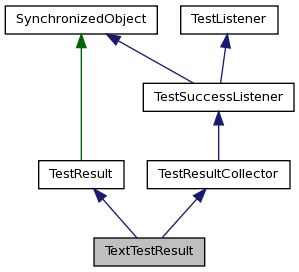 SynchronizedObject
TestListener
TestSuccessListener
TestResult
TestResultCollector
TextTestResult